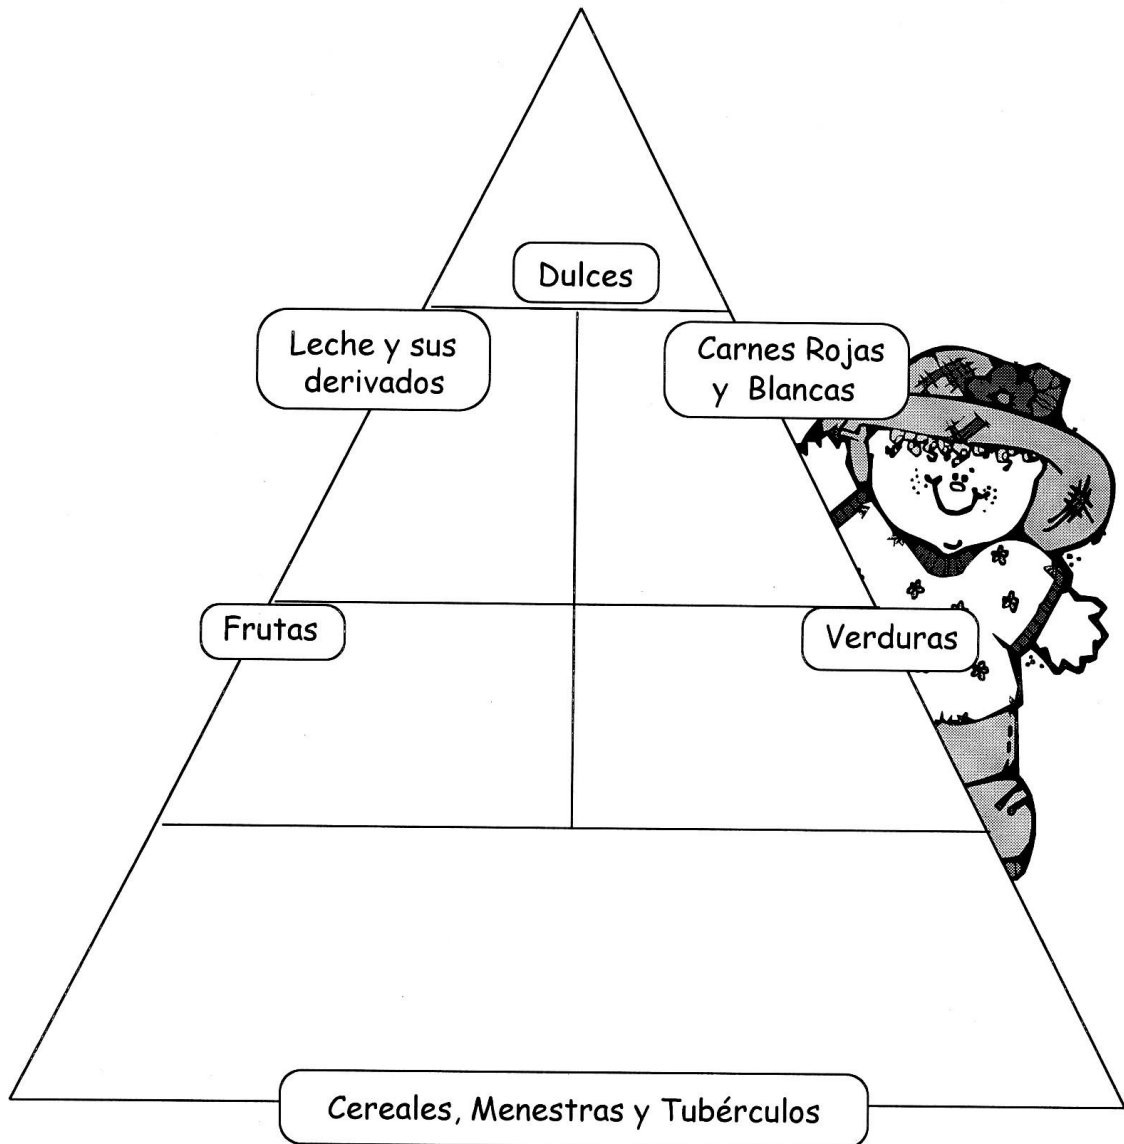 Dulces
Leche y sus
derivados
Carnes Rojas
y Blancas
Frutas
Verduras
Cereales, Menestras y Tubérculos